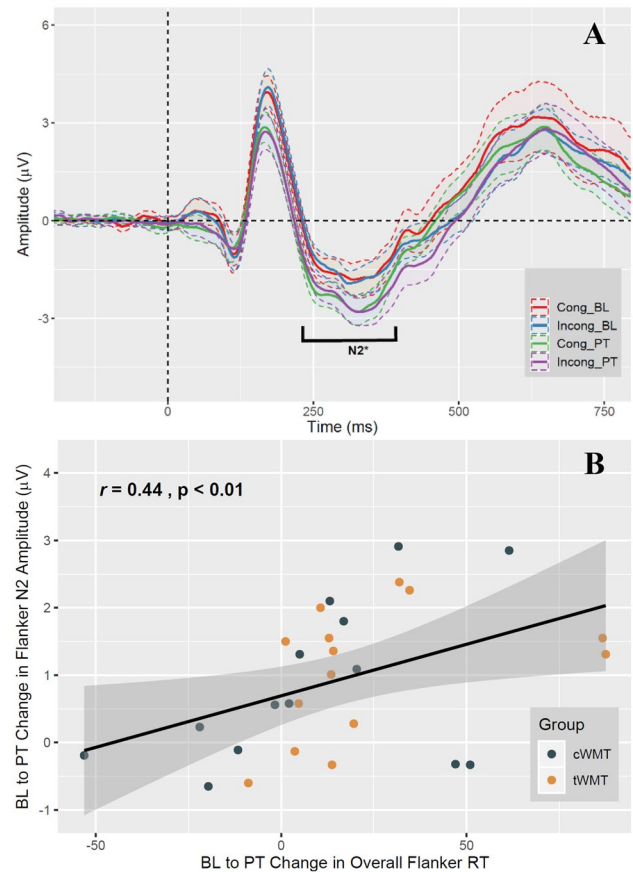 A
6
3
0
-3
Amplitude (µV)
0
250
500
750
Time (ms)
N2*
Cong_BL
Incong_BL
Cong_PT
Incong_PT
B
r = 0.44 , p < 0.01
4
3
2
1
0
-1
BL to PT Change in Flanker N2 Amplitude (µV)
-50
0
50
BL to PT Change in Overall Flanker RT
Group
cWMT
tWMT